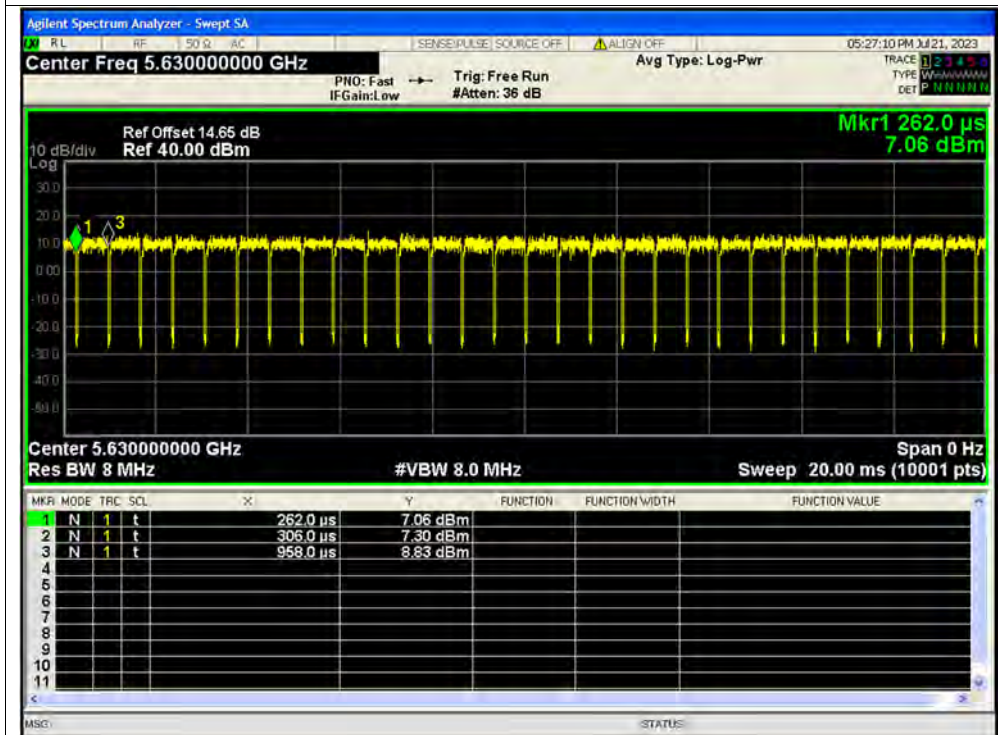 Agilent Spectrum Analyzer - Swept SA
RL RF 50 Ω AC SENSE:PULSE SOURCE OFF ALIGN OFF 05:27:10 PM Jul 21, 2023
Center Freq 5.630000000 GHz
PNO: Fast
IFGain:Low
Trig: Free Run
#Atten: 36 dB
Avg Type: Log-Pwr
TRACE 1 2 3 4 5 6
TYPE W
DET P N N N N N
Mkr1 262.0 µs
7.06 dBm
Ref Offset 14.65 dB
10 dB/div Ref 40.00 dBm
Log
30.0
20.0
10.0
0.00
-10.0
-20.0
-30.0
-40.0
-50.0
1
3
Center 5.630000000 GHz Span 0 Hz
Res BW 8 MHz #VBW 8.0 MHz Sweep 20.00 ms (10001 pts)
MKR MODE TRC SCL X Y FUNCTION FUNCTION WIDTH FUNCTION VALUE
1 N 1 t 262.0 µs 7.06 dBm
2 N 1 t 306.0 µs 7.30 dBm
3 N 1 t 958.0 µs 8.83 dBm
4
5
6
7
8
9
10
11
MSG STATUS